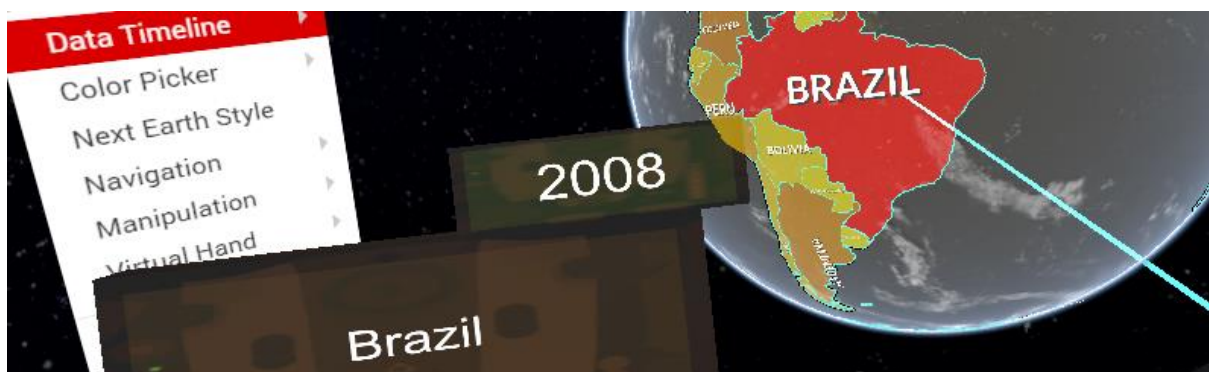 Data Timeline
Color Picker
Next Earth Style
Navigation
Manipulation
Virtual Hand
2008
Brazil
BRAZIL
PERU
BOLIVIA